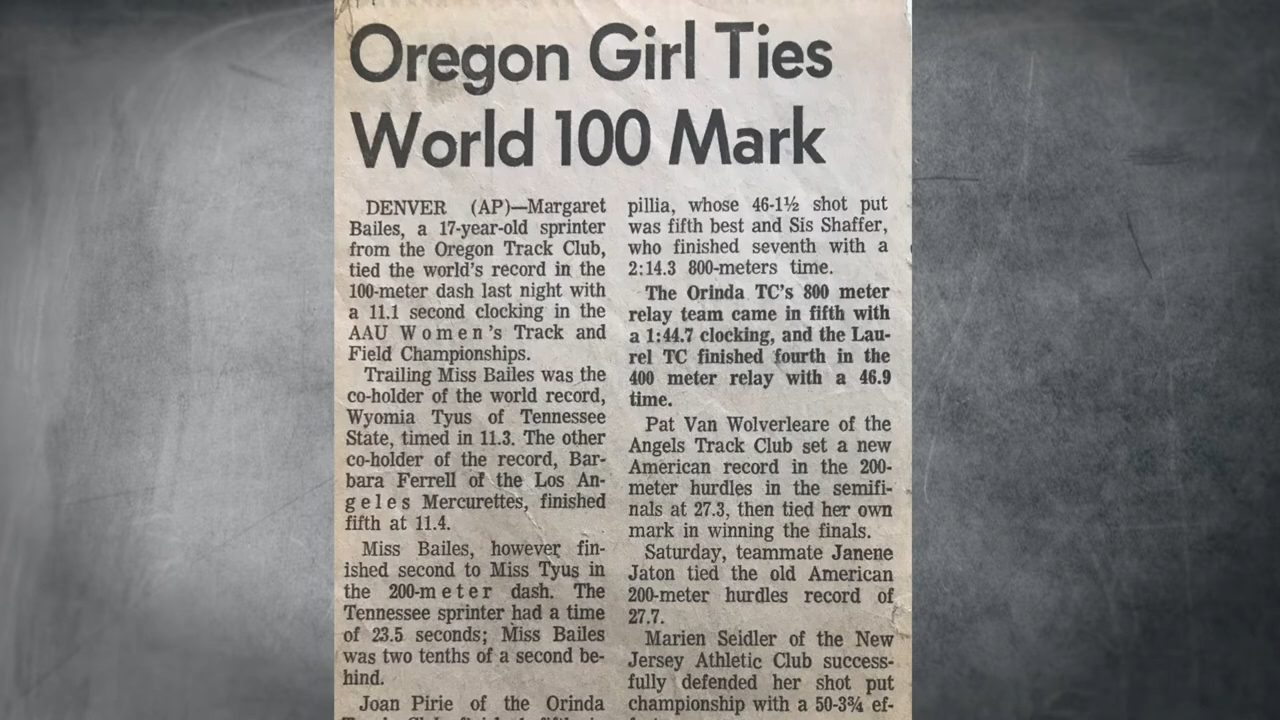 Oregon Girl Ties
World 100 Mark
DENVER (AP)—Margaret
Bailes, a 17-year-old sprinter
from the Oregon Track Club,
tied the world's record in the
100-meter dash last night with
a 11.1 second clocking in the
AAU Women's Track and
Field Championships.
Trailing Miss Bailes was the
co-holder of the world record,
Wyomia Tyus of Tennessee
State, timed in 11.3. The other
co-holder of the record, Bar-
bara Ferrell of the Los An-
geles Mercurettes, finished
fifth at 11.4.
Miss Bailes, however fin-
ished second to Miss Tyus in
the 200-meter dash. The
Tennessee sprinter had a time
of 23.5 seconds; Miss Bailes
was two tenths of a second be-
hind.
Joan Pirie of the Orinda
pillia, whose 46-1½ shot put
was fifth best and Sis Shaffer,
who finished seventh with a
2:14.3 800-meters time.
The Orinda TC's 800 meter
relay team came in fifth with
a 1:44.7 clocking, and the Lau-
rel TC finished fourth in the
400 meter relay with a 46.9
time.
Pat Van Wolverleare of the
Angels Track Club set a new
American record in the 200-
meter hurdles in the semifi-
nals at 27.3, then tied her own
mark in winning the finals.
Saturday, teammate Janene
Jaton tied the old American
200-meter hurdles record of
27.7.
Marien Seidler of the New
Jersey Athletic Club success-
fully defended her shot put
championship with a 50-3¾ ef-